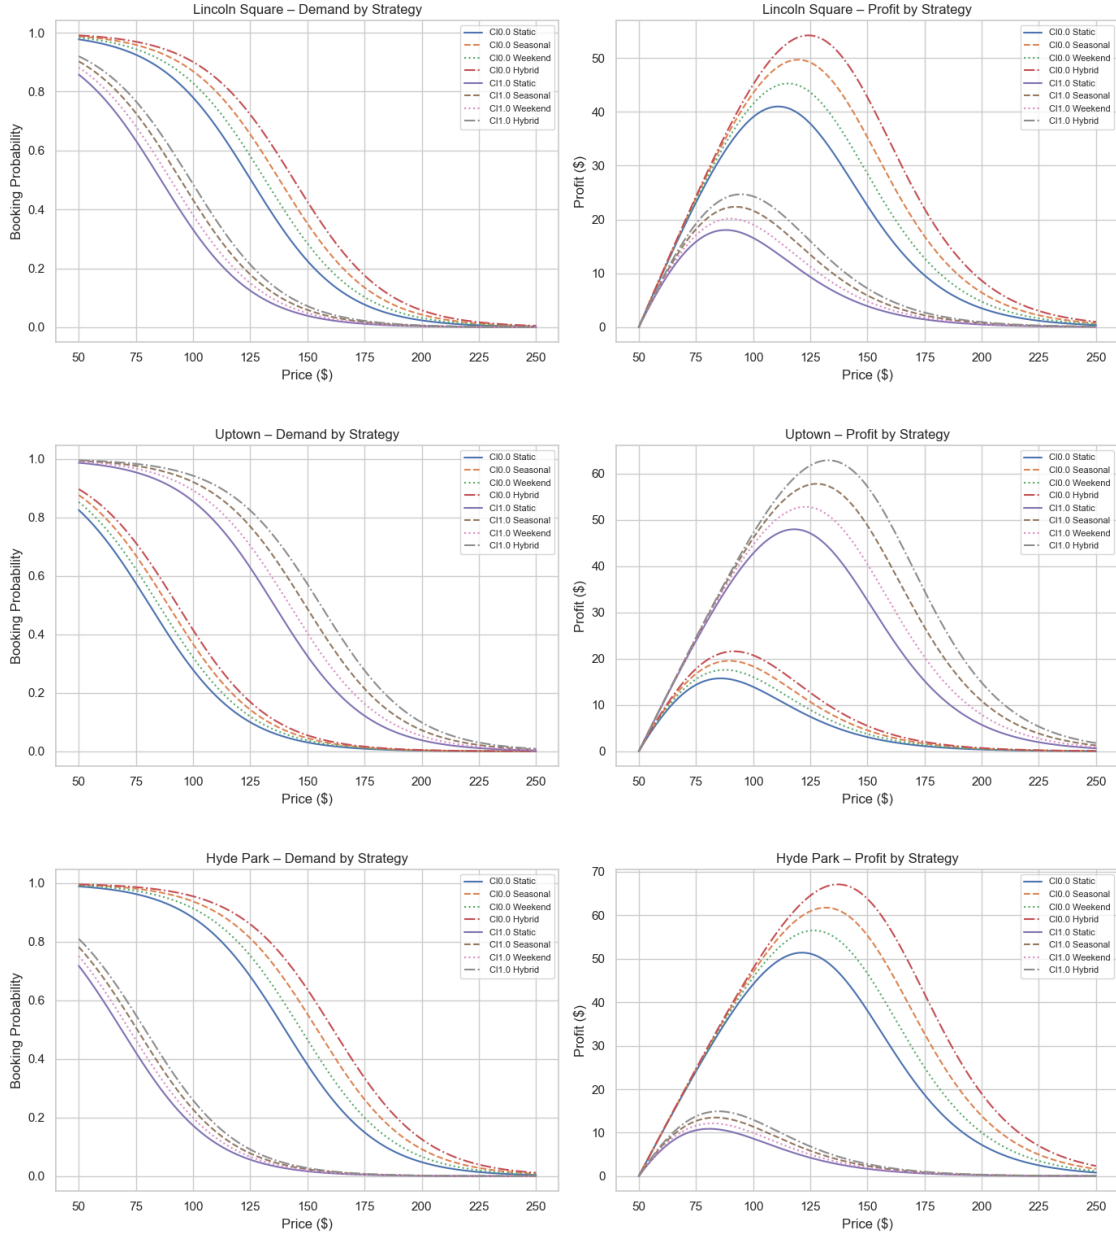 Lincoln Square – Demand by Strategy
Booking Probability
1.0
0.8
0.6
0.4
0.2
0.0
50 75 100 125 150 175 200 225 250
Price ($)
Cl0.0 Static
Cl0.0 Seasonal
Cl0.0 Weekend
Cl0.0 Hybrid
Cl1.0 Static
Cl1.0 Seasonal
Cl1.0 Weekend
Cl1.0 Hybrid
Lincoln Square – Profit by Strategy
Profit ($)
50
40
30
20
10
0
50 75 100 125 150 175 200 225 250
Price ($)
Cl0.0 Static
Cl0.0 Seasonal
Cl0.0 Weekend
Cl0.0 Hybrid
Cl1.0 Static
Cl1.0 Seasonal
Cl1.0 Weekend
Cl1.0 Hybrid
Uptown – Demand by Strategy
Booking Probability
1.0
0.8
0.6
0.4
0.2
0.0
50 75 100 125 150 175 200 225 250
Price ($)
Cl0.0 Static
Cl0.0 Seasonal
Cl0.0 Weekend
Cl0.0 Hybrid
Cl1.0 Static
Cl1.0 Seasonal
Cl1.0 Weekend
Cl1.0 Hybrid
Uptown – Profit by Strategy
Profit ($)
60
50
40
30
20
10
0
50 75 100 125 150 175 200 225 250
Price ($)
Cl0.0 Static
Cl0.0 Seasonal
Cl0.0 Weekend
Cl0.0 Hybrid
Cl1.0 Static
Cl1.0 Seasonal
Cl1.0 Weekend
Cl1.0 Hybrid
Hyde Park – Demand by Strategy
Booking Probability
1.0
0.8
0.6
0.4
0.2
0.0
50 75 100 125 150 175 200 225 250
Price ($)
Cl0.0 Static
Cl0.0 Seasonal
Cl0.0 Weekend
Cl0.0 Hybrid
Cl1.0 Static
Cl1.0 Seasonal
Cl1.0 Weekend
Cl1.0 Hybrid
Hyde Park – Profit by Strategy
Profit ($)
70
60
50
40
30
20
10
0
50 75 100 125 150 175 200 225 250
Price ($)
Cl0.0 Static
Cl0.0 Seasonal
Cl0.0 Weekend
Cl0.0 Hybrid
Cl1.0 Static
Cl1.0 Seasonal
Cl1.0 Weekend
Cl1.0 Hybrid